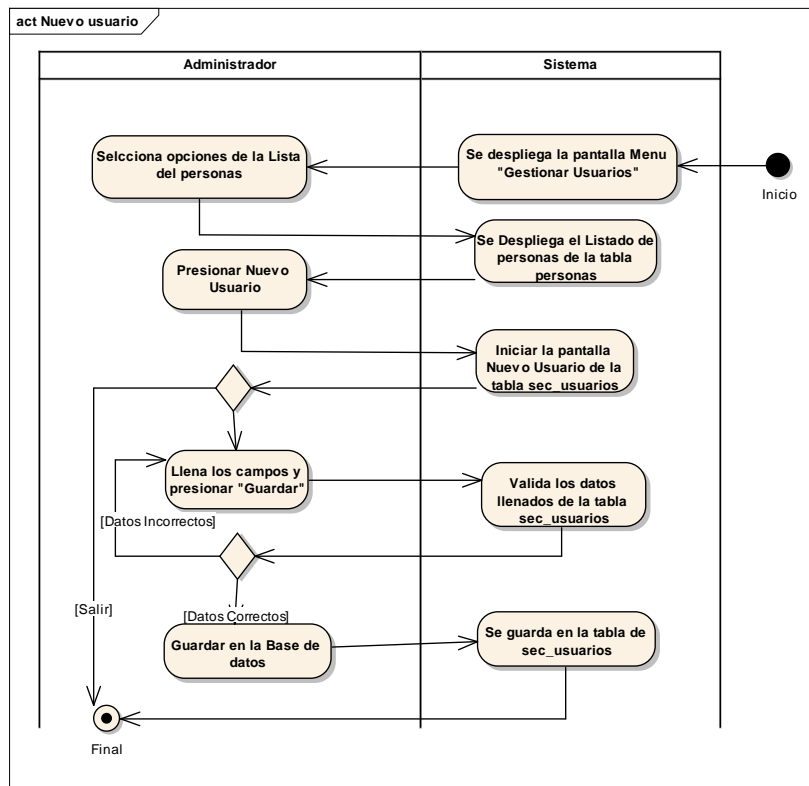 act Nuevo usuario
Administrador
Sistema
Selcciona opciones de la Lista
del personas
Se despliega la pantalla Menu
"Gestionar Usuarios"
Inicio
Se Despliega el Listado de
personas de la tabla
personas
Presionar Nuevo
Usuario
Iniciar la pantalla
Nuevo Usuario de la
tabla sec_usuarios
Llena los campos y
presionar "Guardar"
Valida los datos
llenados de la tabla
sec_usuarios
[Datos Incorrectos]
[Salir]
[Datos Correctos]
Guardar en la Base de
datos
Se guarda en la tabla de
sec_usuarios
Final